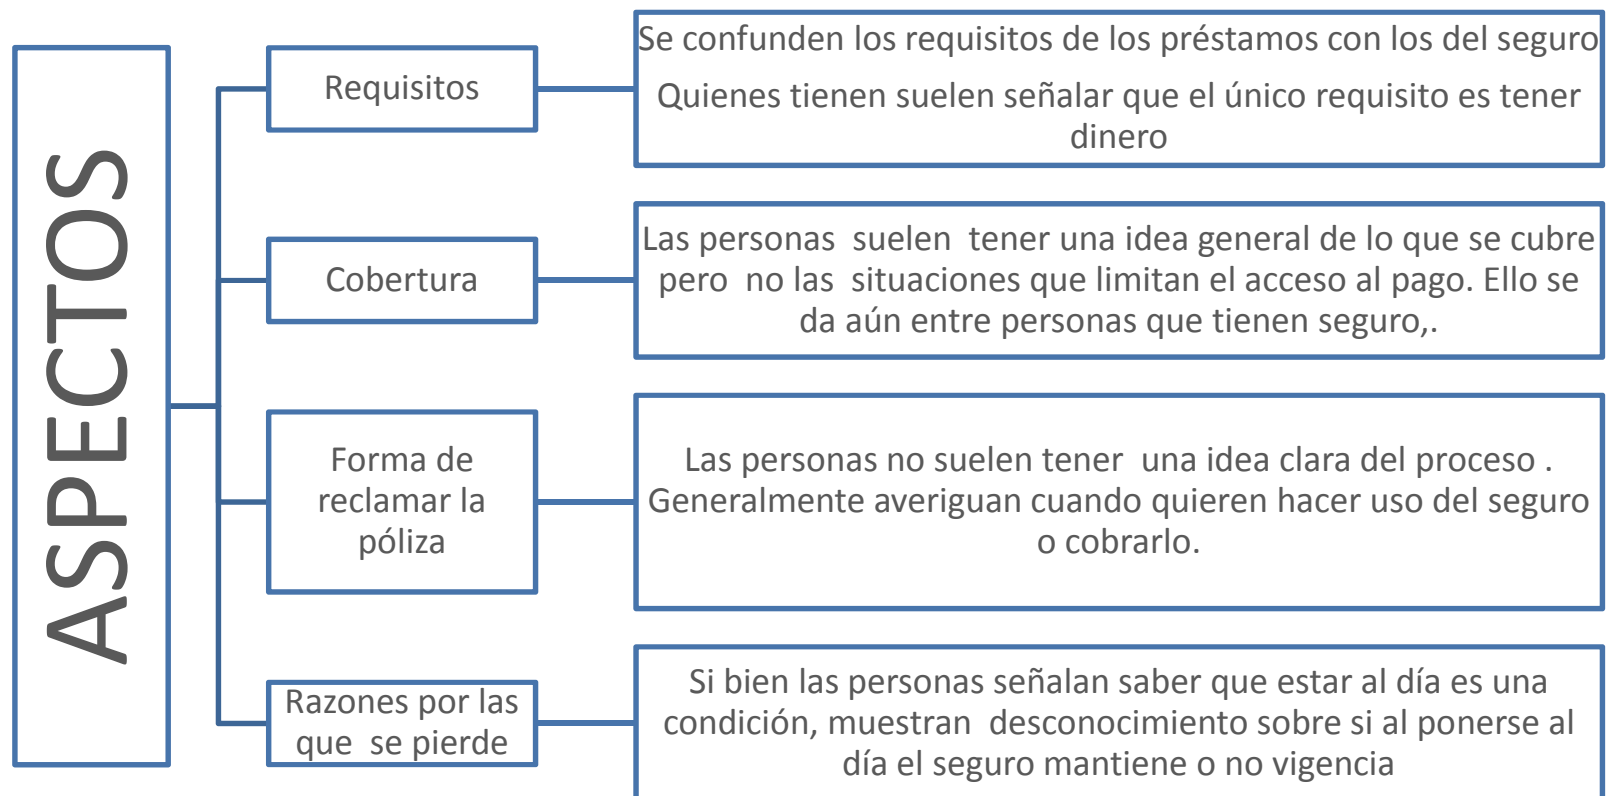 ASPECTOS
Requisitos
Se confunden los requisitos de los préstamos con los del seguro
Quienes tienen suelen señalar que el único requisito es tener
dinero
Cobertura
Las personas suelen tener una idea general de lo que se cubre
pero no las situaciones que limitan el acceso al pago. Ello se
da aún entre personas que tienen seguro,.
Forma de
reclamar la
póliza
Las personas no suelen tener una idea clara del proceso .
Generalmente averiguan cuando quieren hacer uso del seguro
o cobrarlo.
Razones por las
que se pierde
Si bien las personas señalan saber que estar al día es una
condición, muestran desconocimiento sobre si al ponerse al
día el seguro mantiene o no vigencia